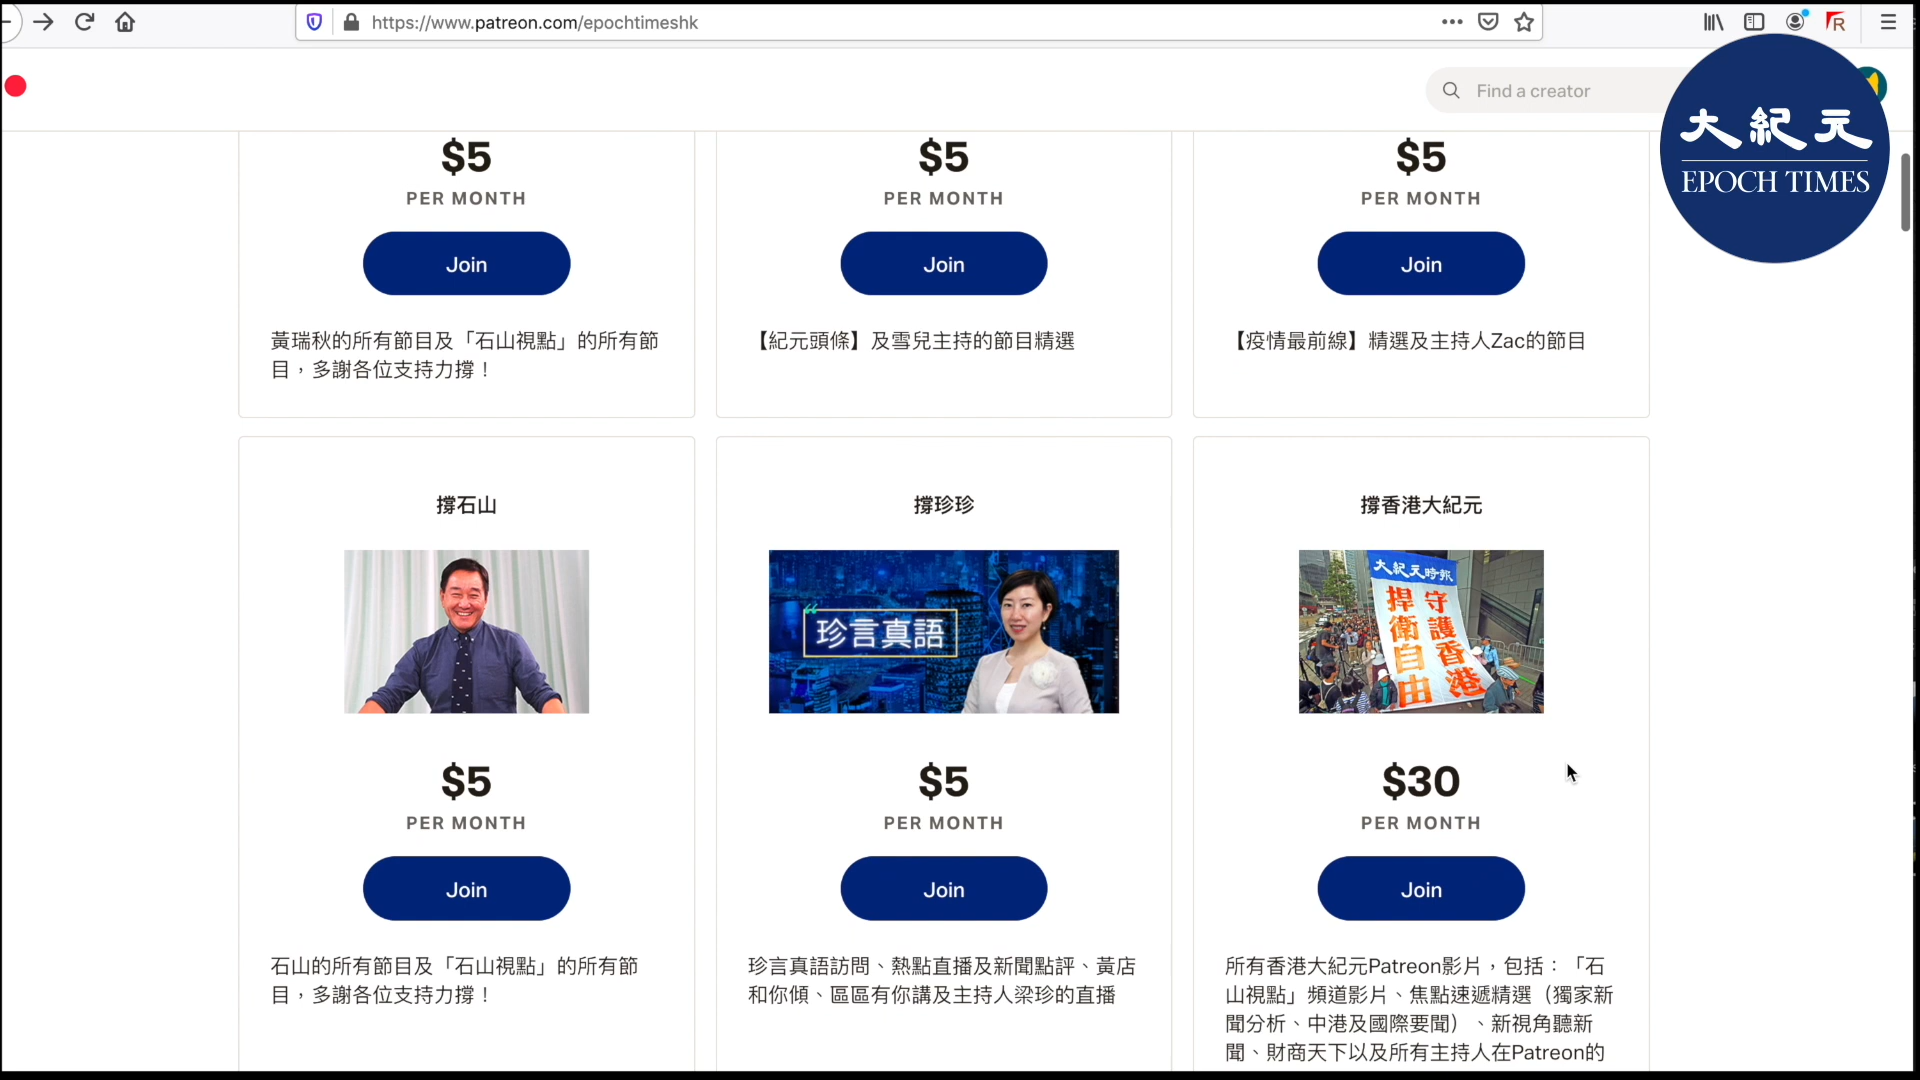 https://www.patreon.com/epochtimeshk
Find a creator
大紀元
EPOCH TIMES
$5
PER MONTH
Join
黃瑞秋的所有節目及「石山視點」的所有節
目，多謝各位支持力撐！
$5
PER MONTH
Join
【紀元頭條】及雪兒主持的節目精選
$5
PER MONTH
Join
【疫情最前線】精選及主持人Zac的節目
撐石山
$5
PER MONTH
Join
石山的所有節目及「石山視點」的所有節
目，多謝各位支持力撐！
撐珍珍
珍言真語
$5
PER MONTH
Join
珍言真語訪問、熱點直播及新聞點評、黃店
和你傾、區區有你講及主持人梁珍的直播
撐香港大紀元
大紀元時報
守護香港
捍衛自由
$30
PER MONTH
Join
所有香港大紀元Patreon影片，包括：「石
山視點」頻道影片、焦點速遞精選（獨家新
聞分析、中港及國際要聞）、新視角聽新
聞、財商天下以及所有主持人在Patreon的